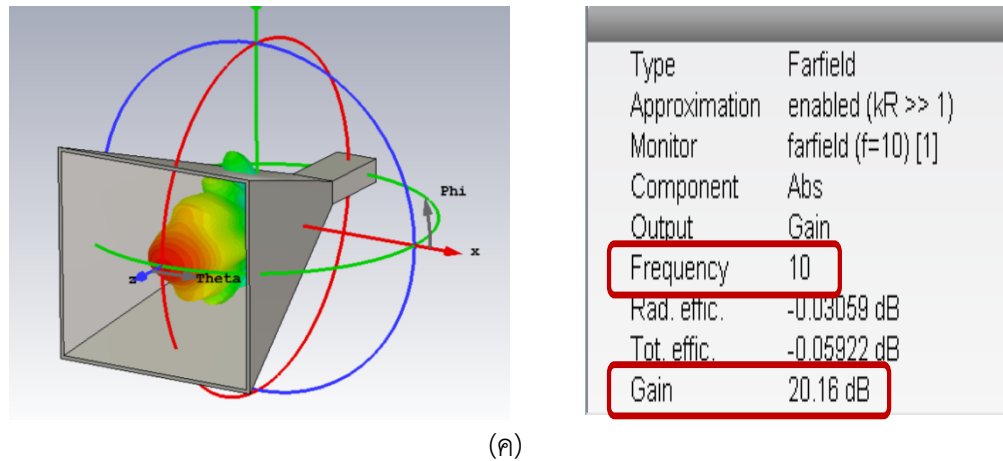 Phi
x
z
Theta
Type Farfield
Approximation enabled (kR >> 1)
Monitor farfield (f=10) [1]
Component Abs
Output Gain
Frequency 10
Rad. effic. -0.03059 dB
Tot. effic. -0.05922 dB
Gain 20.16 dB
(ค)